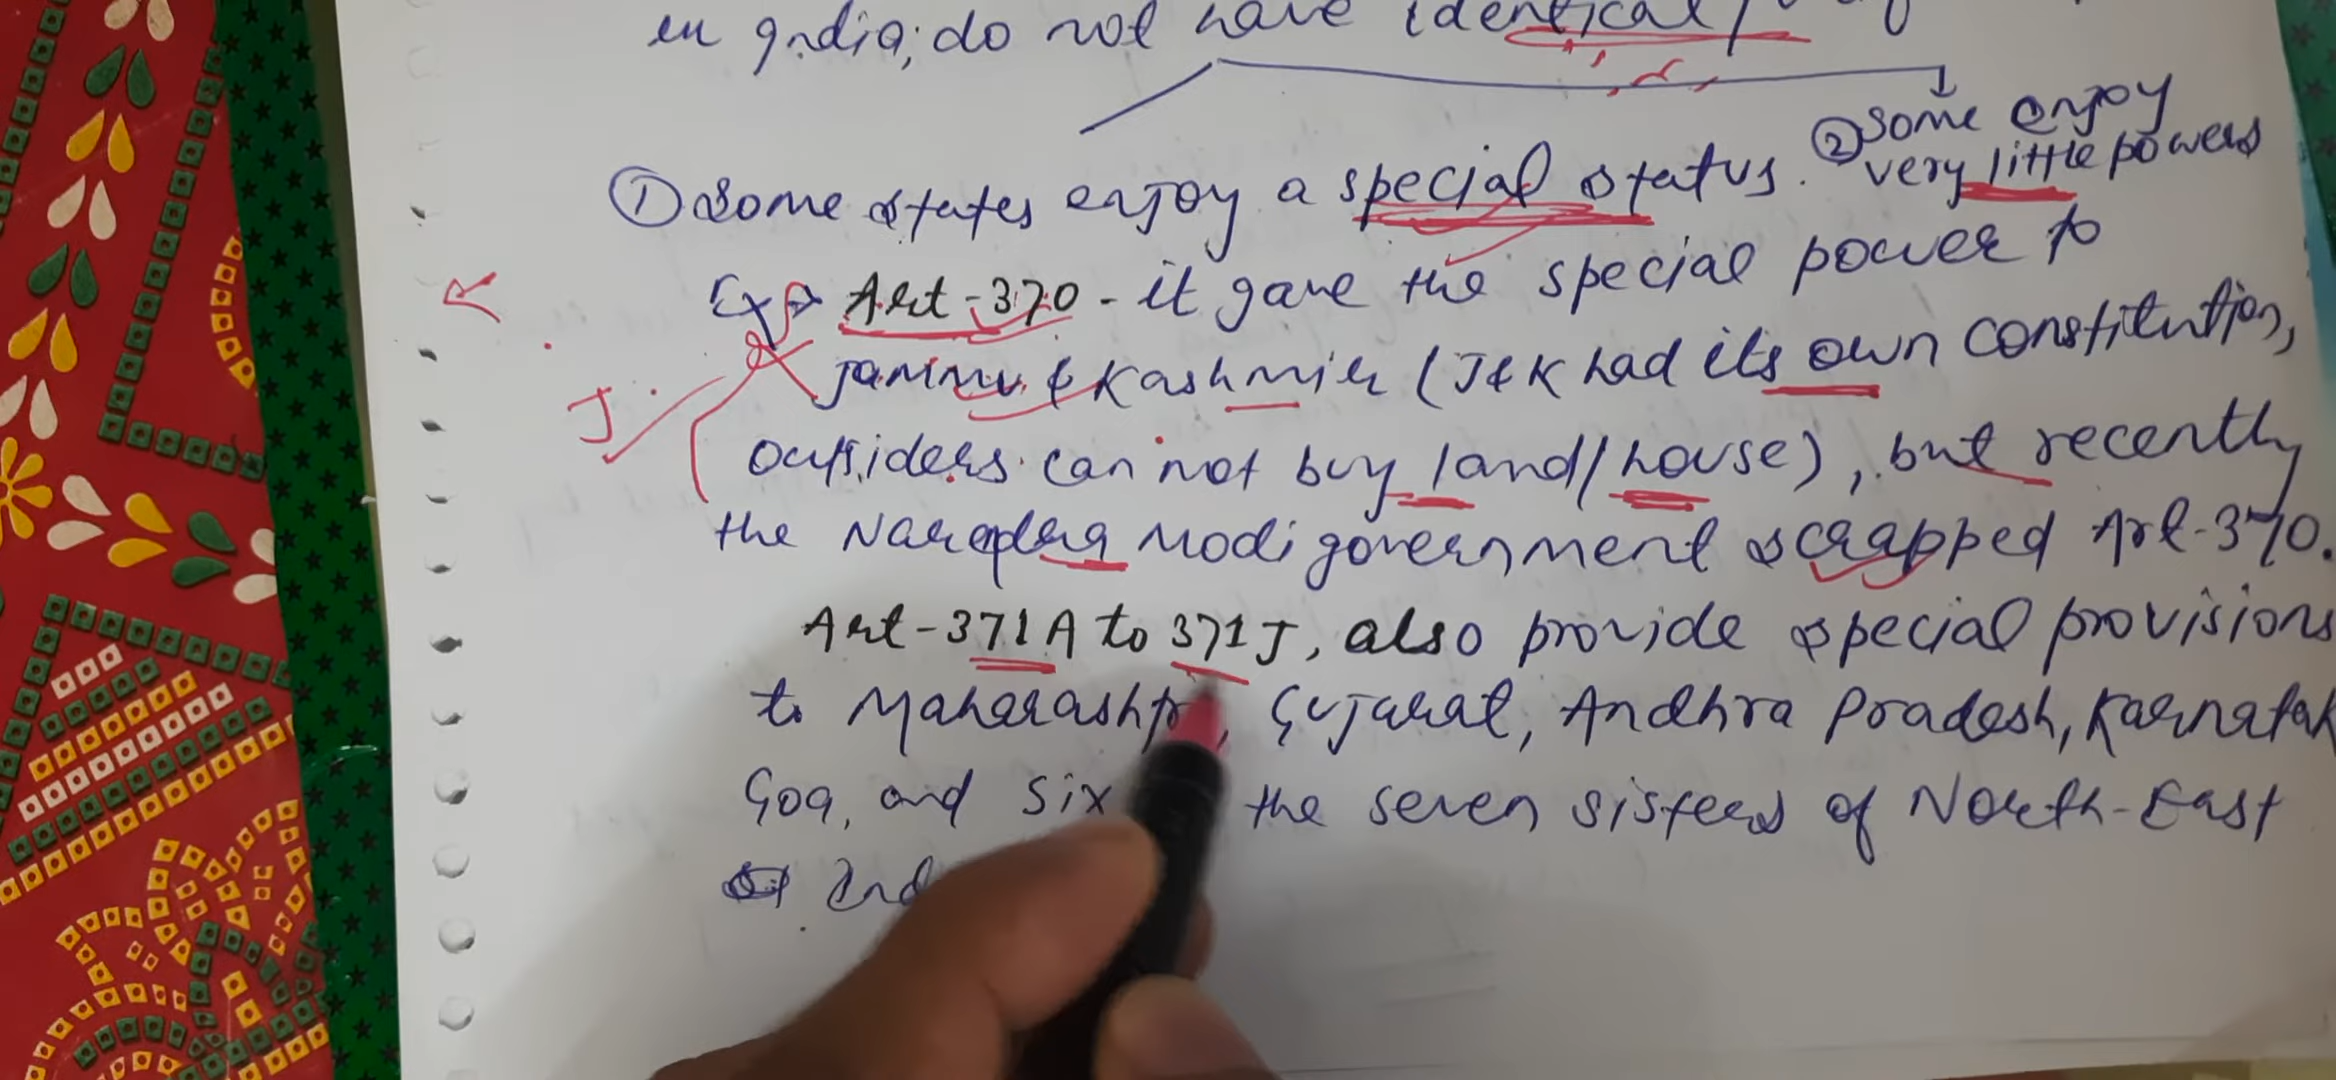 in India, do not have identical
① Some states enjoy a special status. ② Some enjoy
very little powers
Ex → Art-370 - it gave the special power to
Jammu & Kashmir (J&K had its own constitution,
outsiders can not buy land/house), but recently
the Narendra Modi government scrapped Art-370.
Art-371A to 371J, also provide special provisions
to Maharashtra, Gujarat, Andhra Pradesh, Karnatak
Goa, and six the seven sisters of North-East